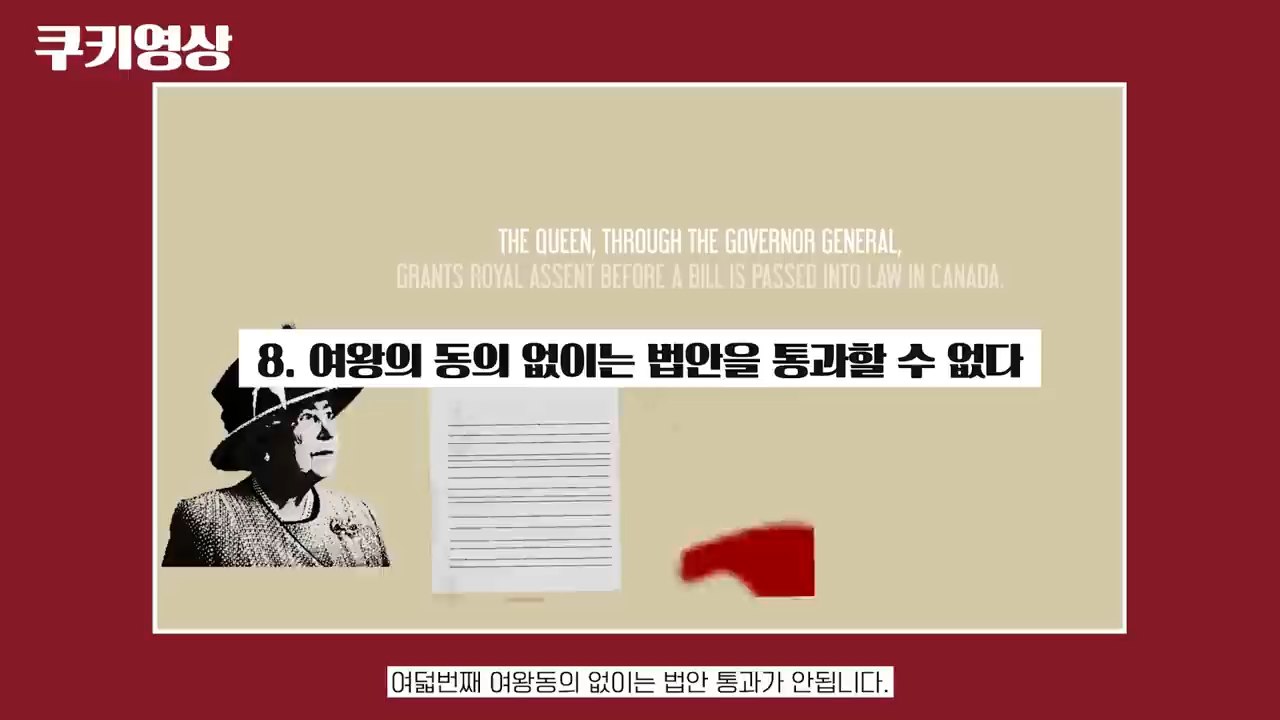 쿠키영상
THE QUEEN, THROUGH THE GOVERNOR GENERAL,
GRANTS ROYAL ASSENT BEFORE A BILL IS PASSED INTO LAW IN CANADA.
8. 여왕의 동의 없이는 법안을 통과할 수 없다
여덟번째 여왕동의 없이는 법안 통과가 안됩니다.